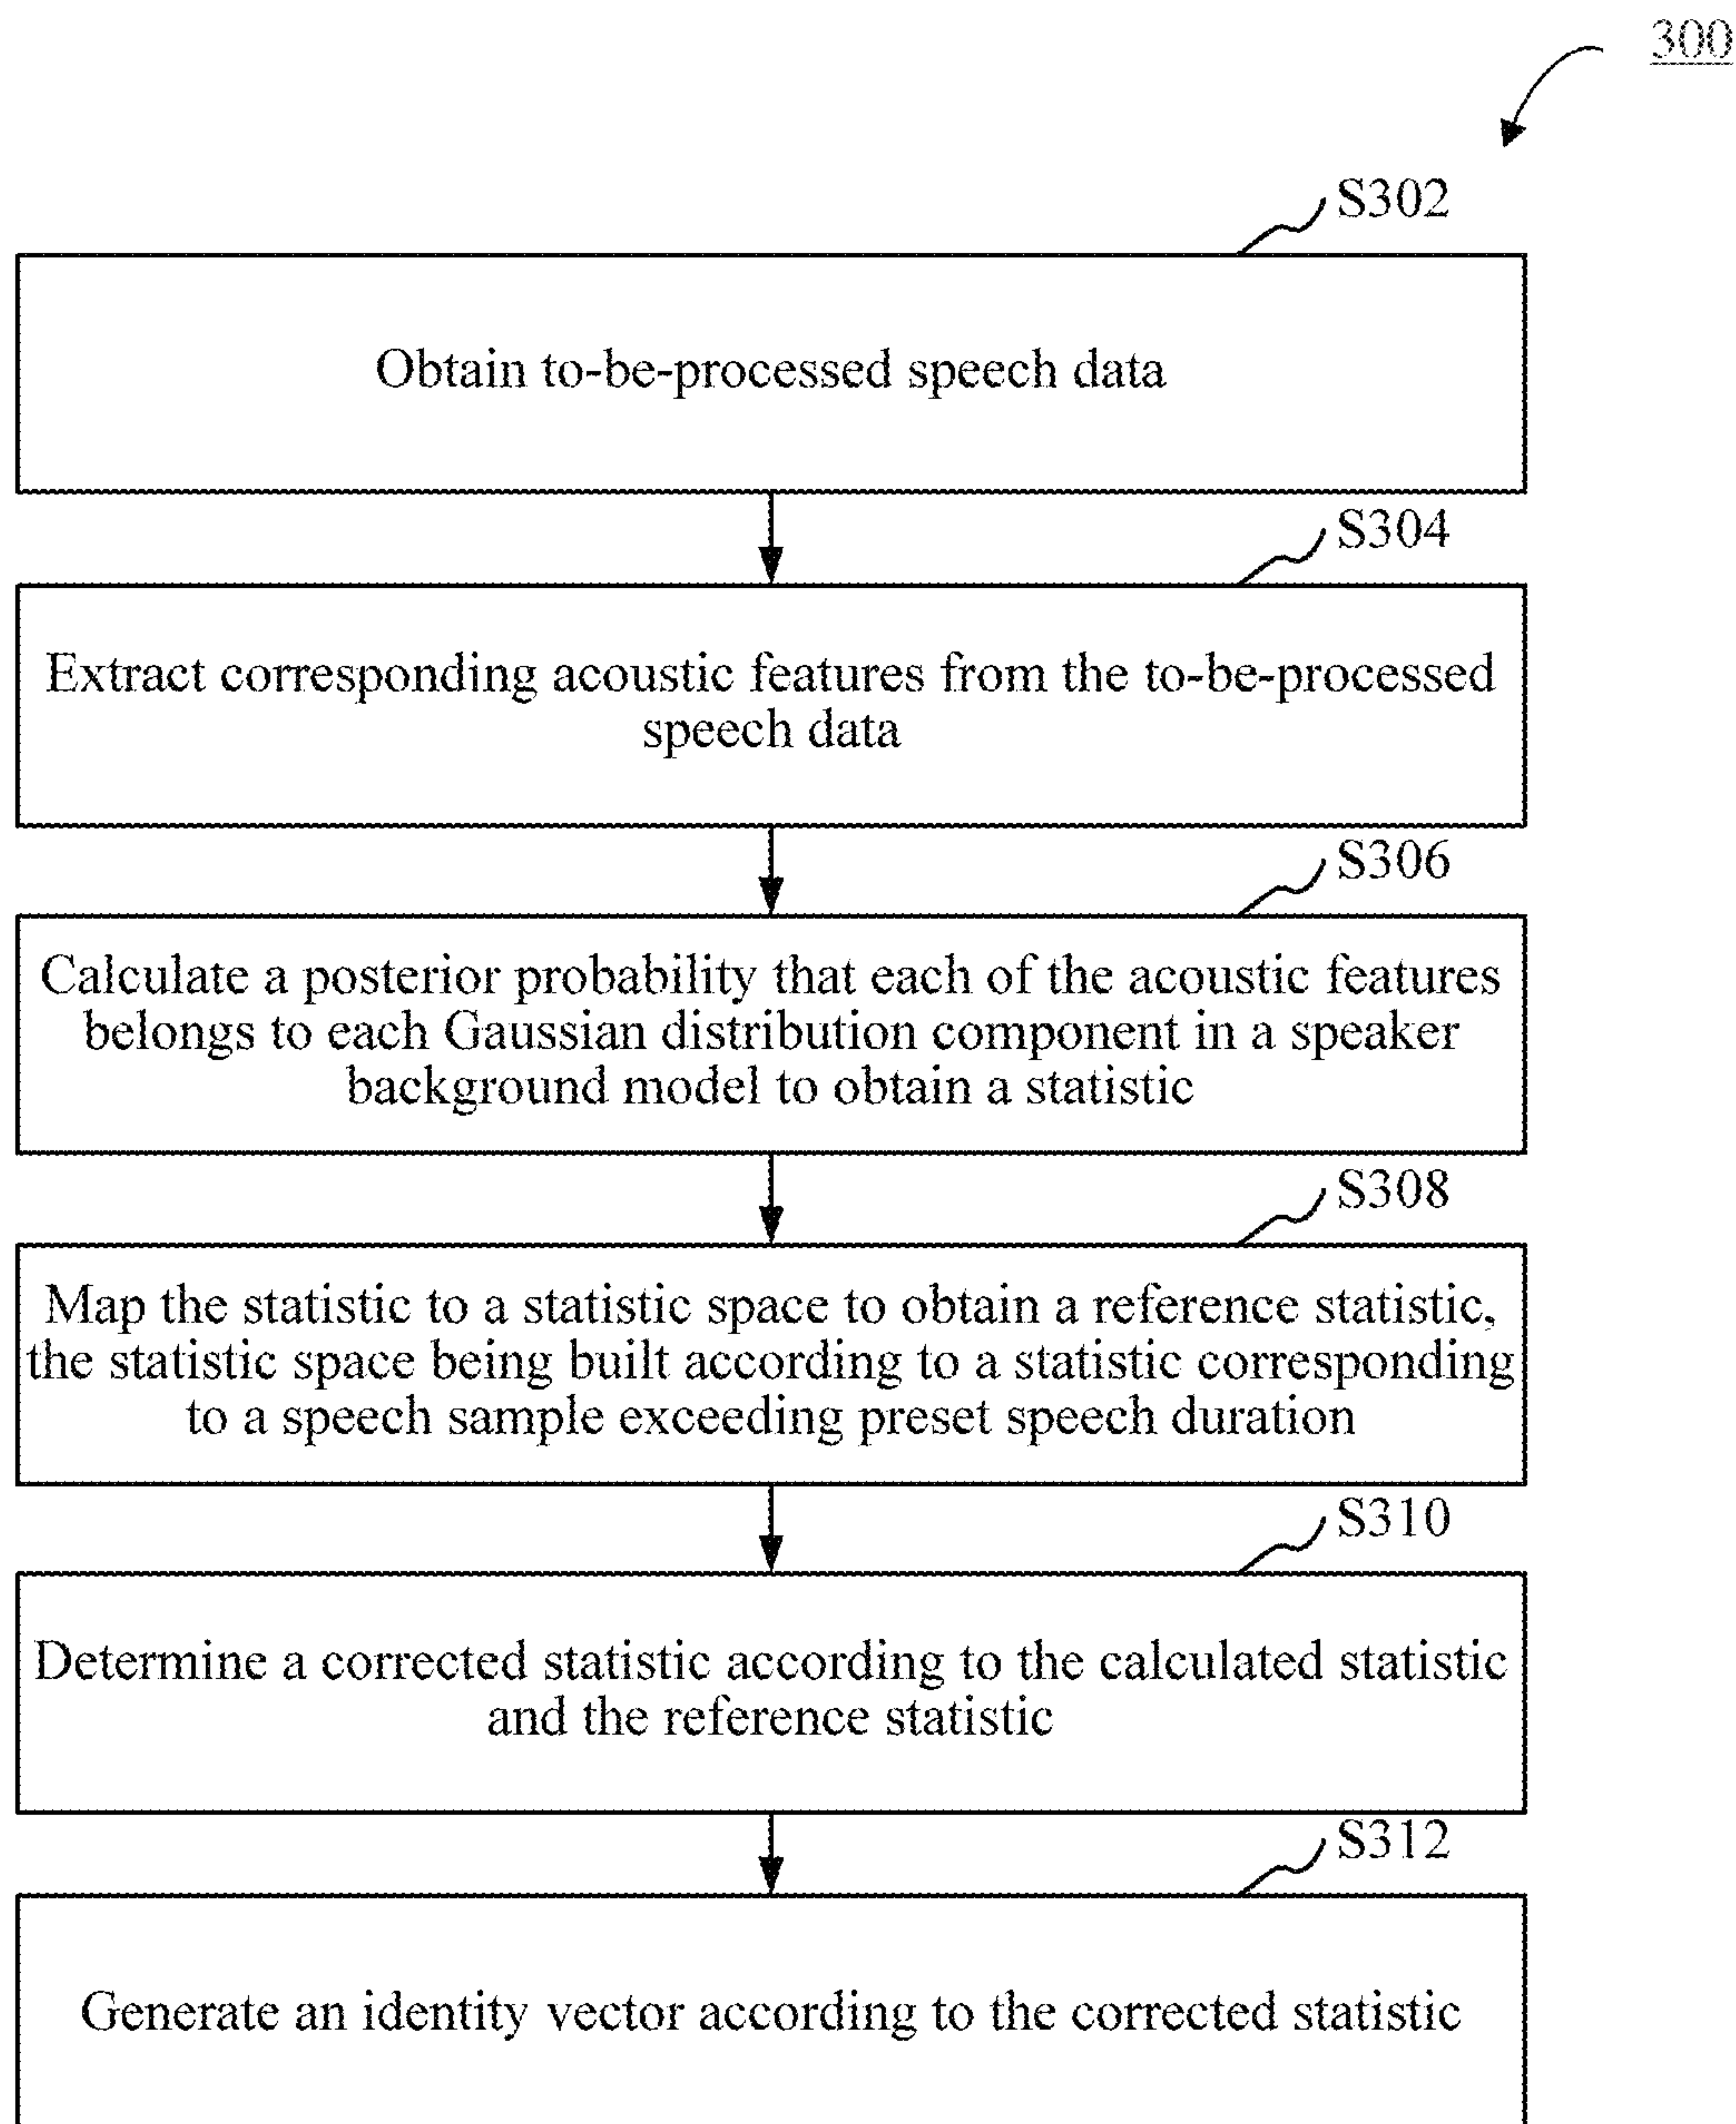 300
S302
Obtain to-be-processed speech data
S304
Extract corresponding acoustic features from the to-be-processed
speech data
S306
Calculate a posterior probability that each of the acoustic features
belongs to each Gaussian distribution component in a speaker
background model to obtain a statistic
S308
Map the statistic to a statistic space to obtain a reference statistic,
the statistic space being built according to a statistic corresponding
to a speech sample exceeding preset speech duration
S310
Determine a corrected statistic according to the calculated statistic
and the reference statistic
S312
Generate an identity vector according to the corrected statistic